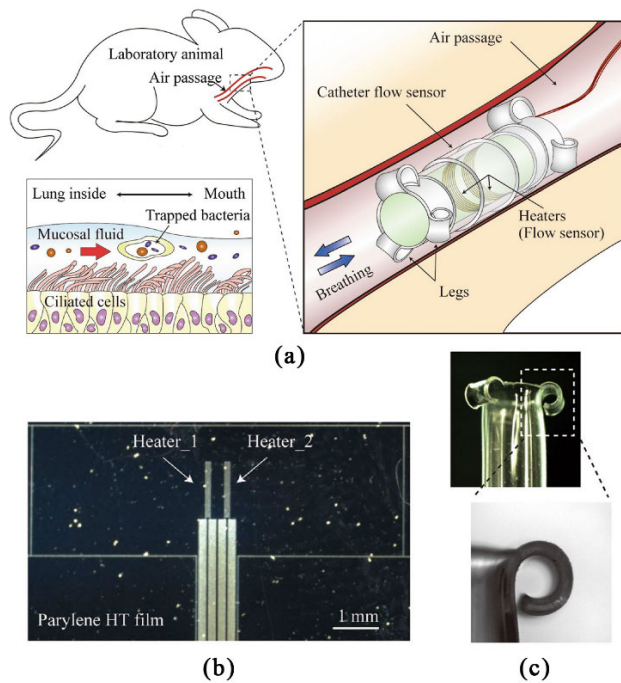 Laboratory animal
Air passage
Lung inside
Mouth
Trapped bacteria
Mucosal fluid
Ciliated cells
Air passage
Catheter flow sensor
Heaters
(Flow sensor)
Breathing
Legs
(a)
Heater_1
Heater_2
Parylene HT film
1 mm
(b)
(c)